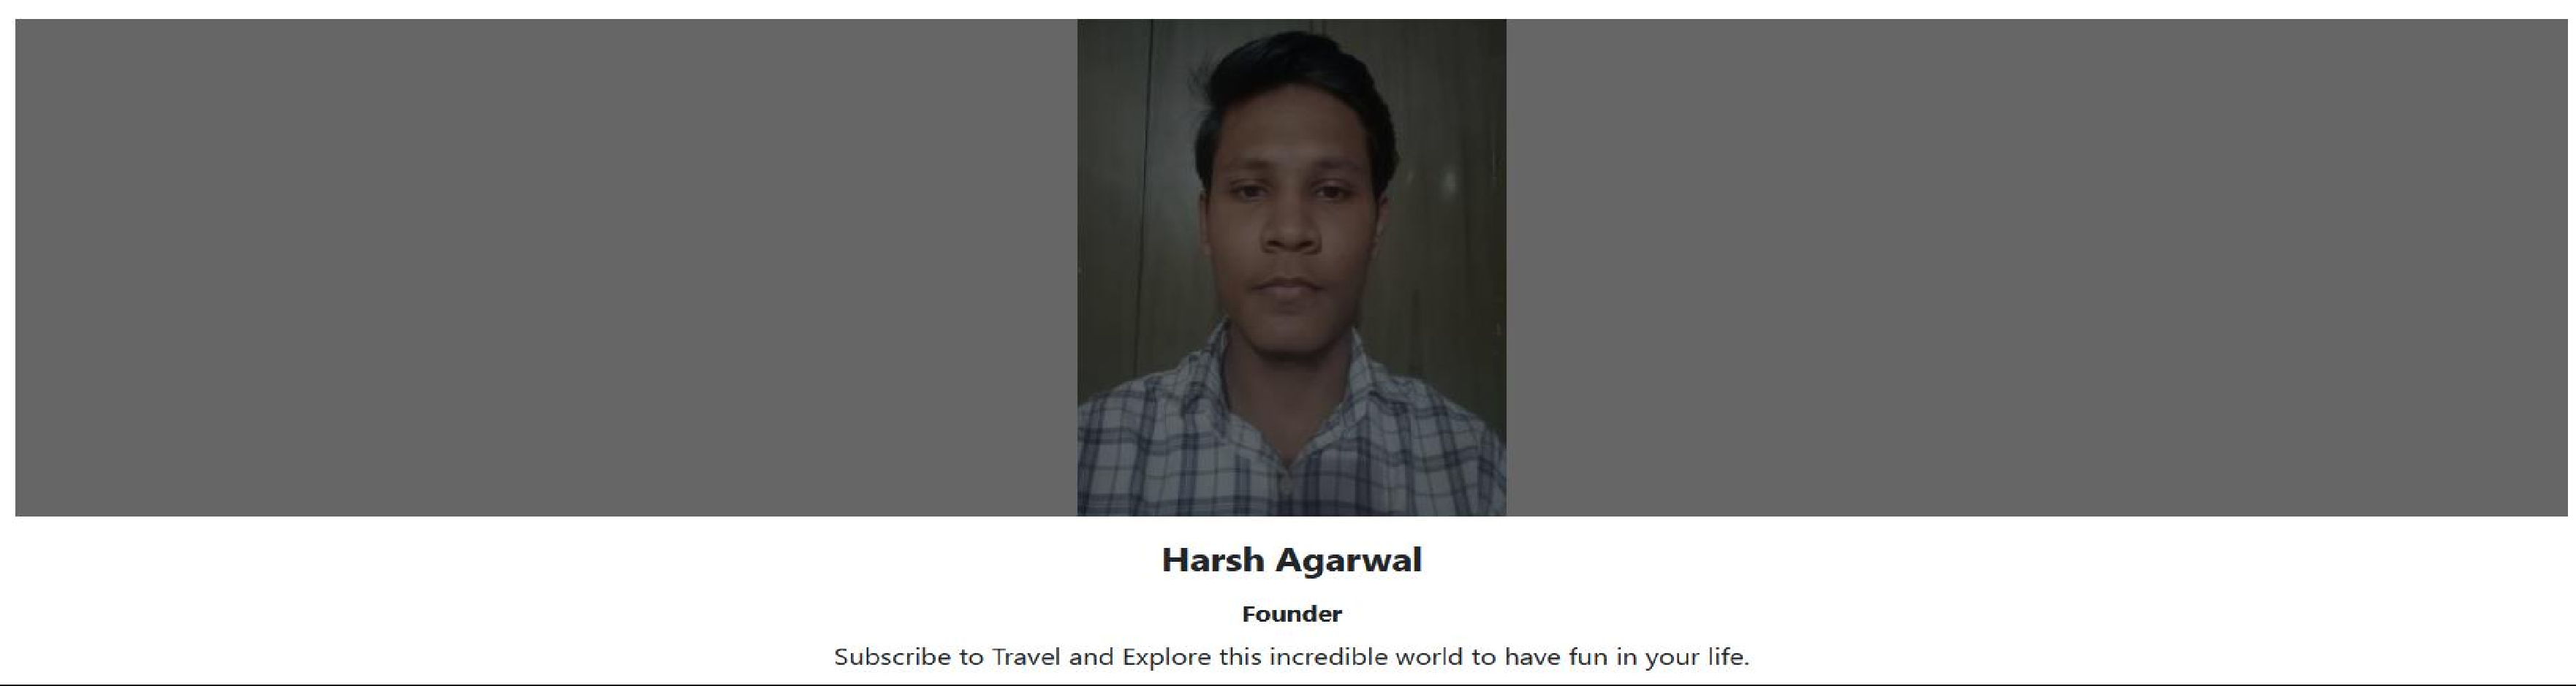 Harsh Agarwal
Founder
Subscribe to Travel and Explore this incredible world to have fun in your life.